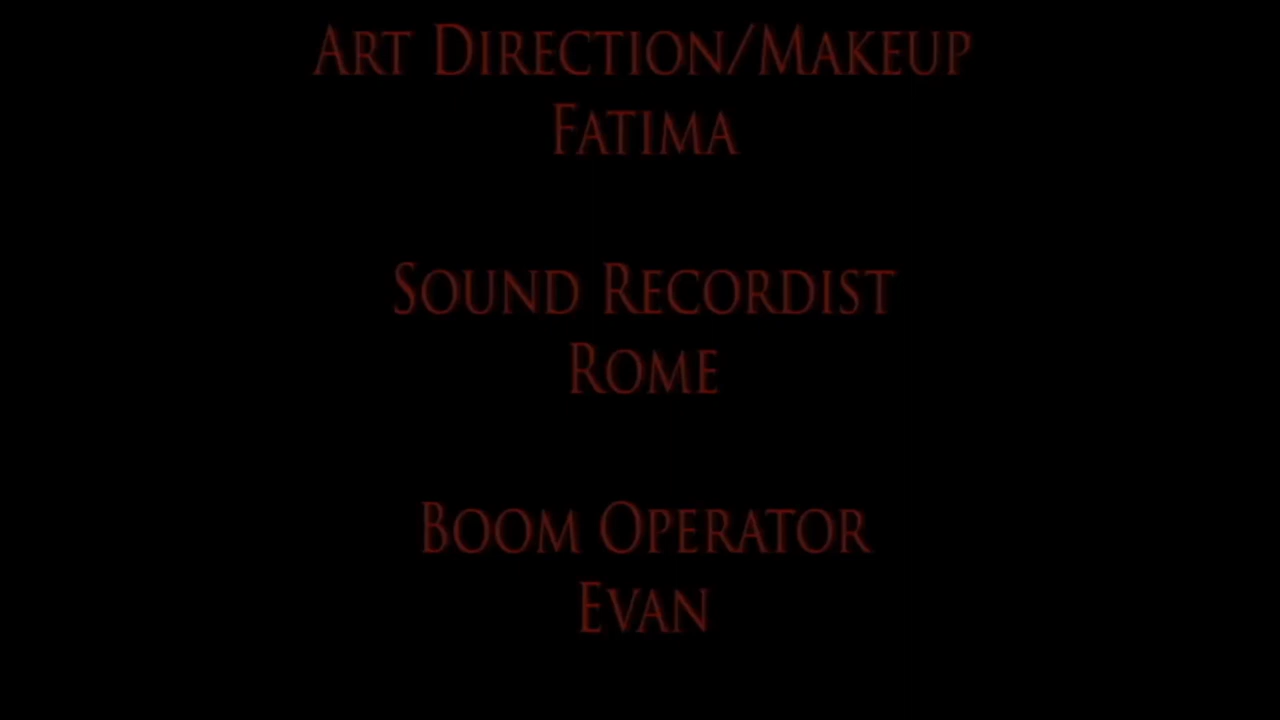 Art Direction/Makeup
Fatima
Sound Recordist
Rome
Boom Operator
Evan